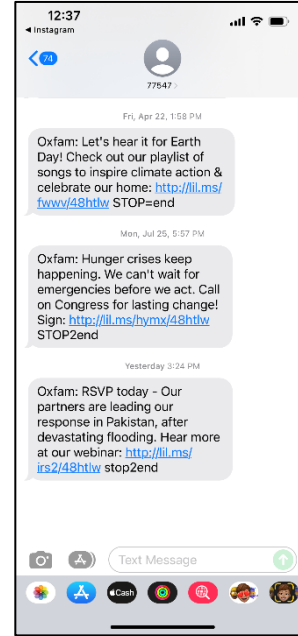 12:37
◀ Instagram
74
77547 >
Fri, Apr 22, 1:58 PM
Oxfam: Let's hear it for Earth
Day! Check out our playlist of
songs to inspire climate action &
celebrate our home: http://lil.ms/
fwwv/48htlw STOP=end
Mon, Jul 25, 5:57 PM
Oxfam: Hunger crises keep
happening. We can't wait for
emergencies before we act. Call
on Congress for lasting change!
Sign: http://lil.ms/hymx/48htlw
STOP2end
Yesterday 3:24 PM
Oxfam: RSVP today - Our
partners are leading our
response in Pakistan, after
devastating flooding. Hear more
at our webinar: http://lil.ms/
irs2/48htlw stop2end
Text Message
Cash